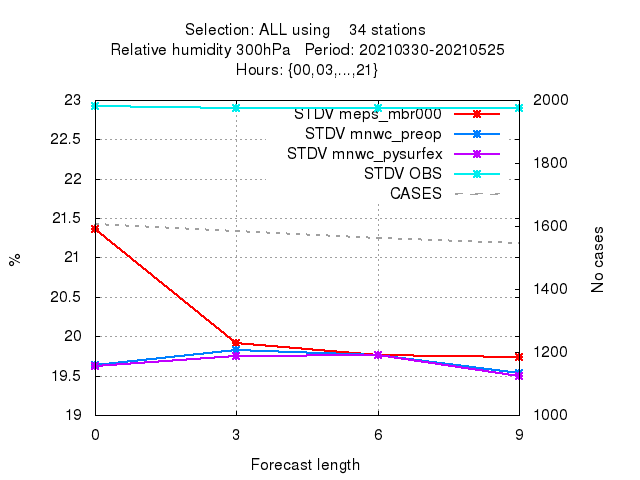 Selection: ALL using 34 stations
Relative humidity 300hPa Period: 20210330-20210525
Hours: {00,03,...,21}
23
22.5
22
21.5
21
20.5
20
19.5
19
2000
1800
1600
1400
1200
1000
STDV meps_mbr000
STDV mnwc_preop
STDV mnwc_pysurfex
STDV OBS
CASES
%
No cases
0 3 6 9
Forecast length